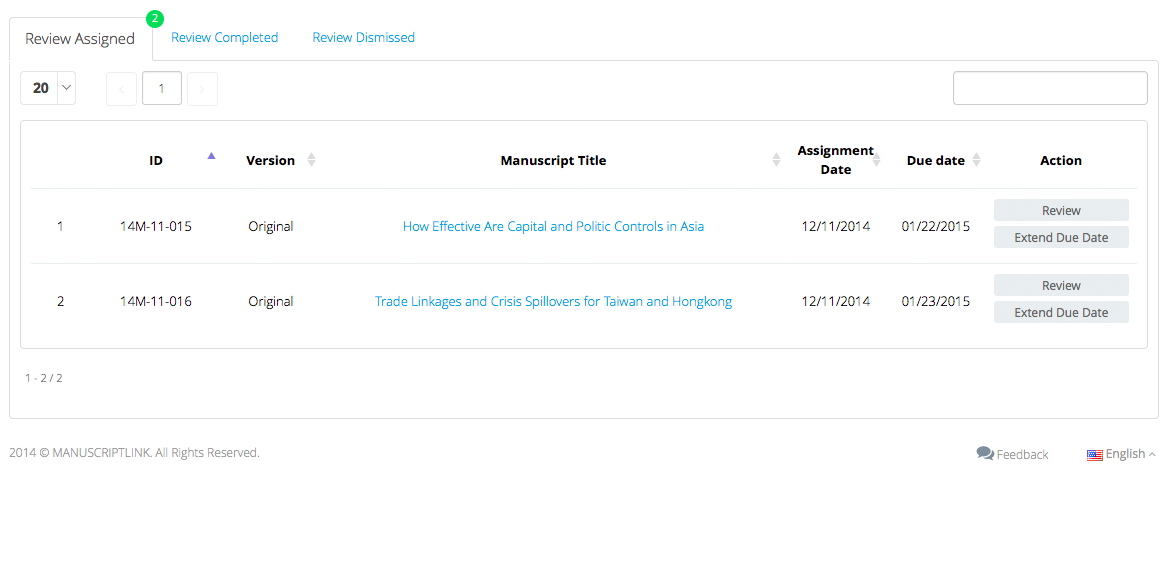 2
Review Assigned Review Completed Review Dismissed
20 1
ID Version Manuscript Title Assignment Date Due date Action
1 14M-11-015 Original How Effective Are Capital and Politic Controls in Asia 12/11/2014 01/22/2015 Review
Extend Due Date
2 14M-11-016 Original Trade Linkages and Crisis Spillovers for Taiwan and Hongkong 12/11/2014 01/23/2015 Review
Extend Due Date
1 - 2 / 2
2014 © MANUSCRIPTLINK. All Rights Reserved. Feedback English